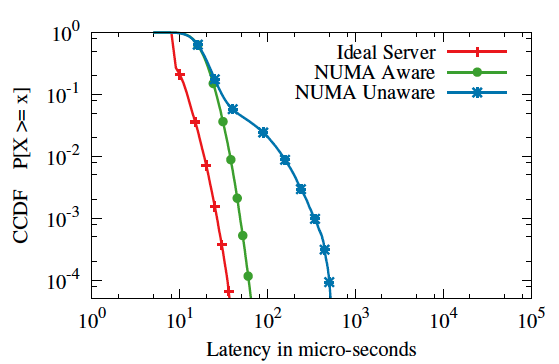 10^0
10^-1
10^-2
10^-3
10^-4
CCDF P[X >= x]
Ideal Server
NUMA Aware
NUMA Unaware
10^0 10^1 10^2 10^3 10^4 10^5
Latency in micro-seconds